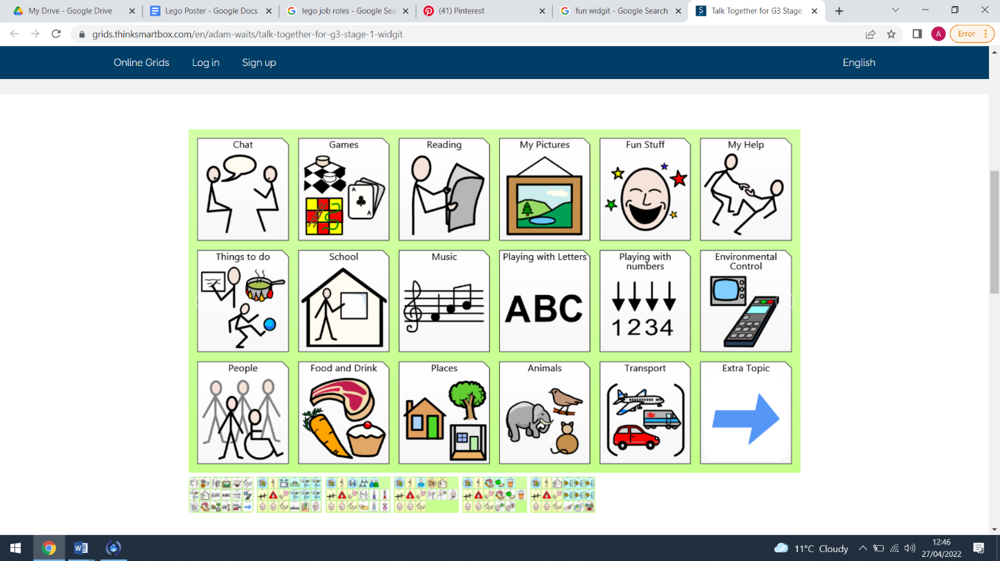 My Drive - Google Drive
Lego Poster - Google Docs
lego job roles - Google Sea
(41) Pinterest
fun widgit - Google Search
S
Talk Together for G3 Stage
grids.thinksmartbox.com/en/adam-waits/talk-together-for-g3-stage-1-widgit
A
Error
Online Grids
Log in
Sign up
English
Chat
Games
A
A
Reading
My Pictures
Fun Stuff
My Help
Things to do
School
Music
Playing with Letters
ABC
Playing with
numbers
1234
Environmental
Control
People
Food and Drink
Places
Animals
Transport
Extra Topic
ABC
W
11°C Cloudy
12:46
27/04/2022